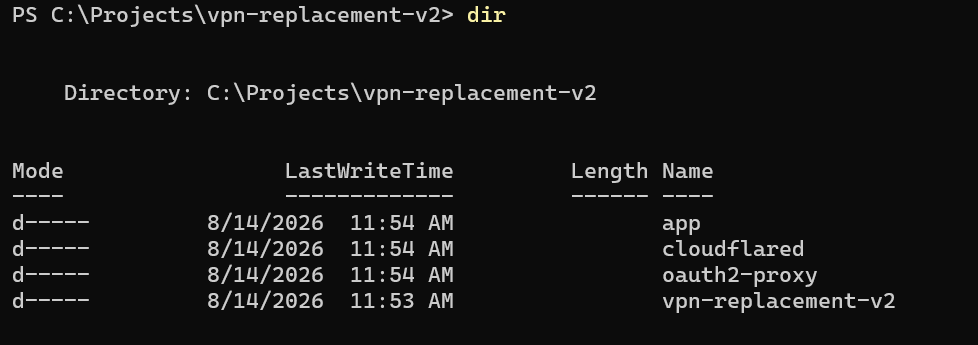 PS C:\Projects\vpn-replacement-v2> dir
Directory: C:\Projects\vpn-replacement-v2
Mode LastWriteTime Length Name
---- ------------- ------ ----
d----- 8/14/2026 11:54 AM app
d----- 8/14/2026 11:54 AM cloudflared
d----- 8/14/2026 11:54 AM oauth2-proxy
d----- 8/14/2026 11:53 AM vpn-replacement-v2